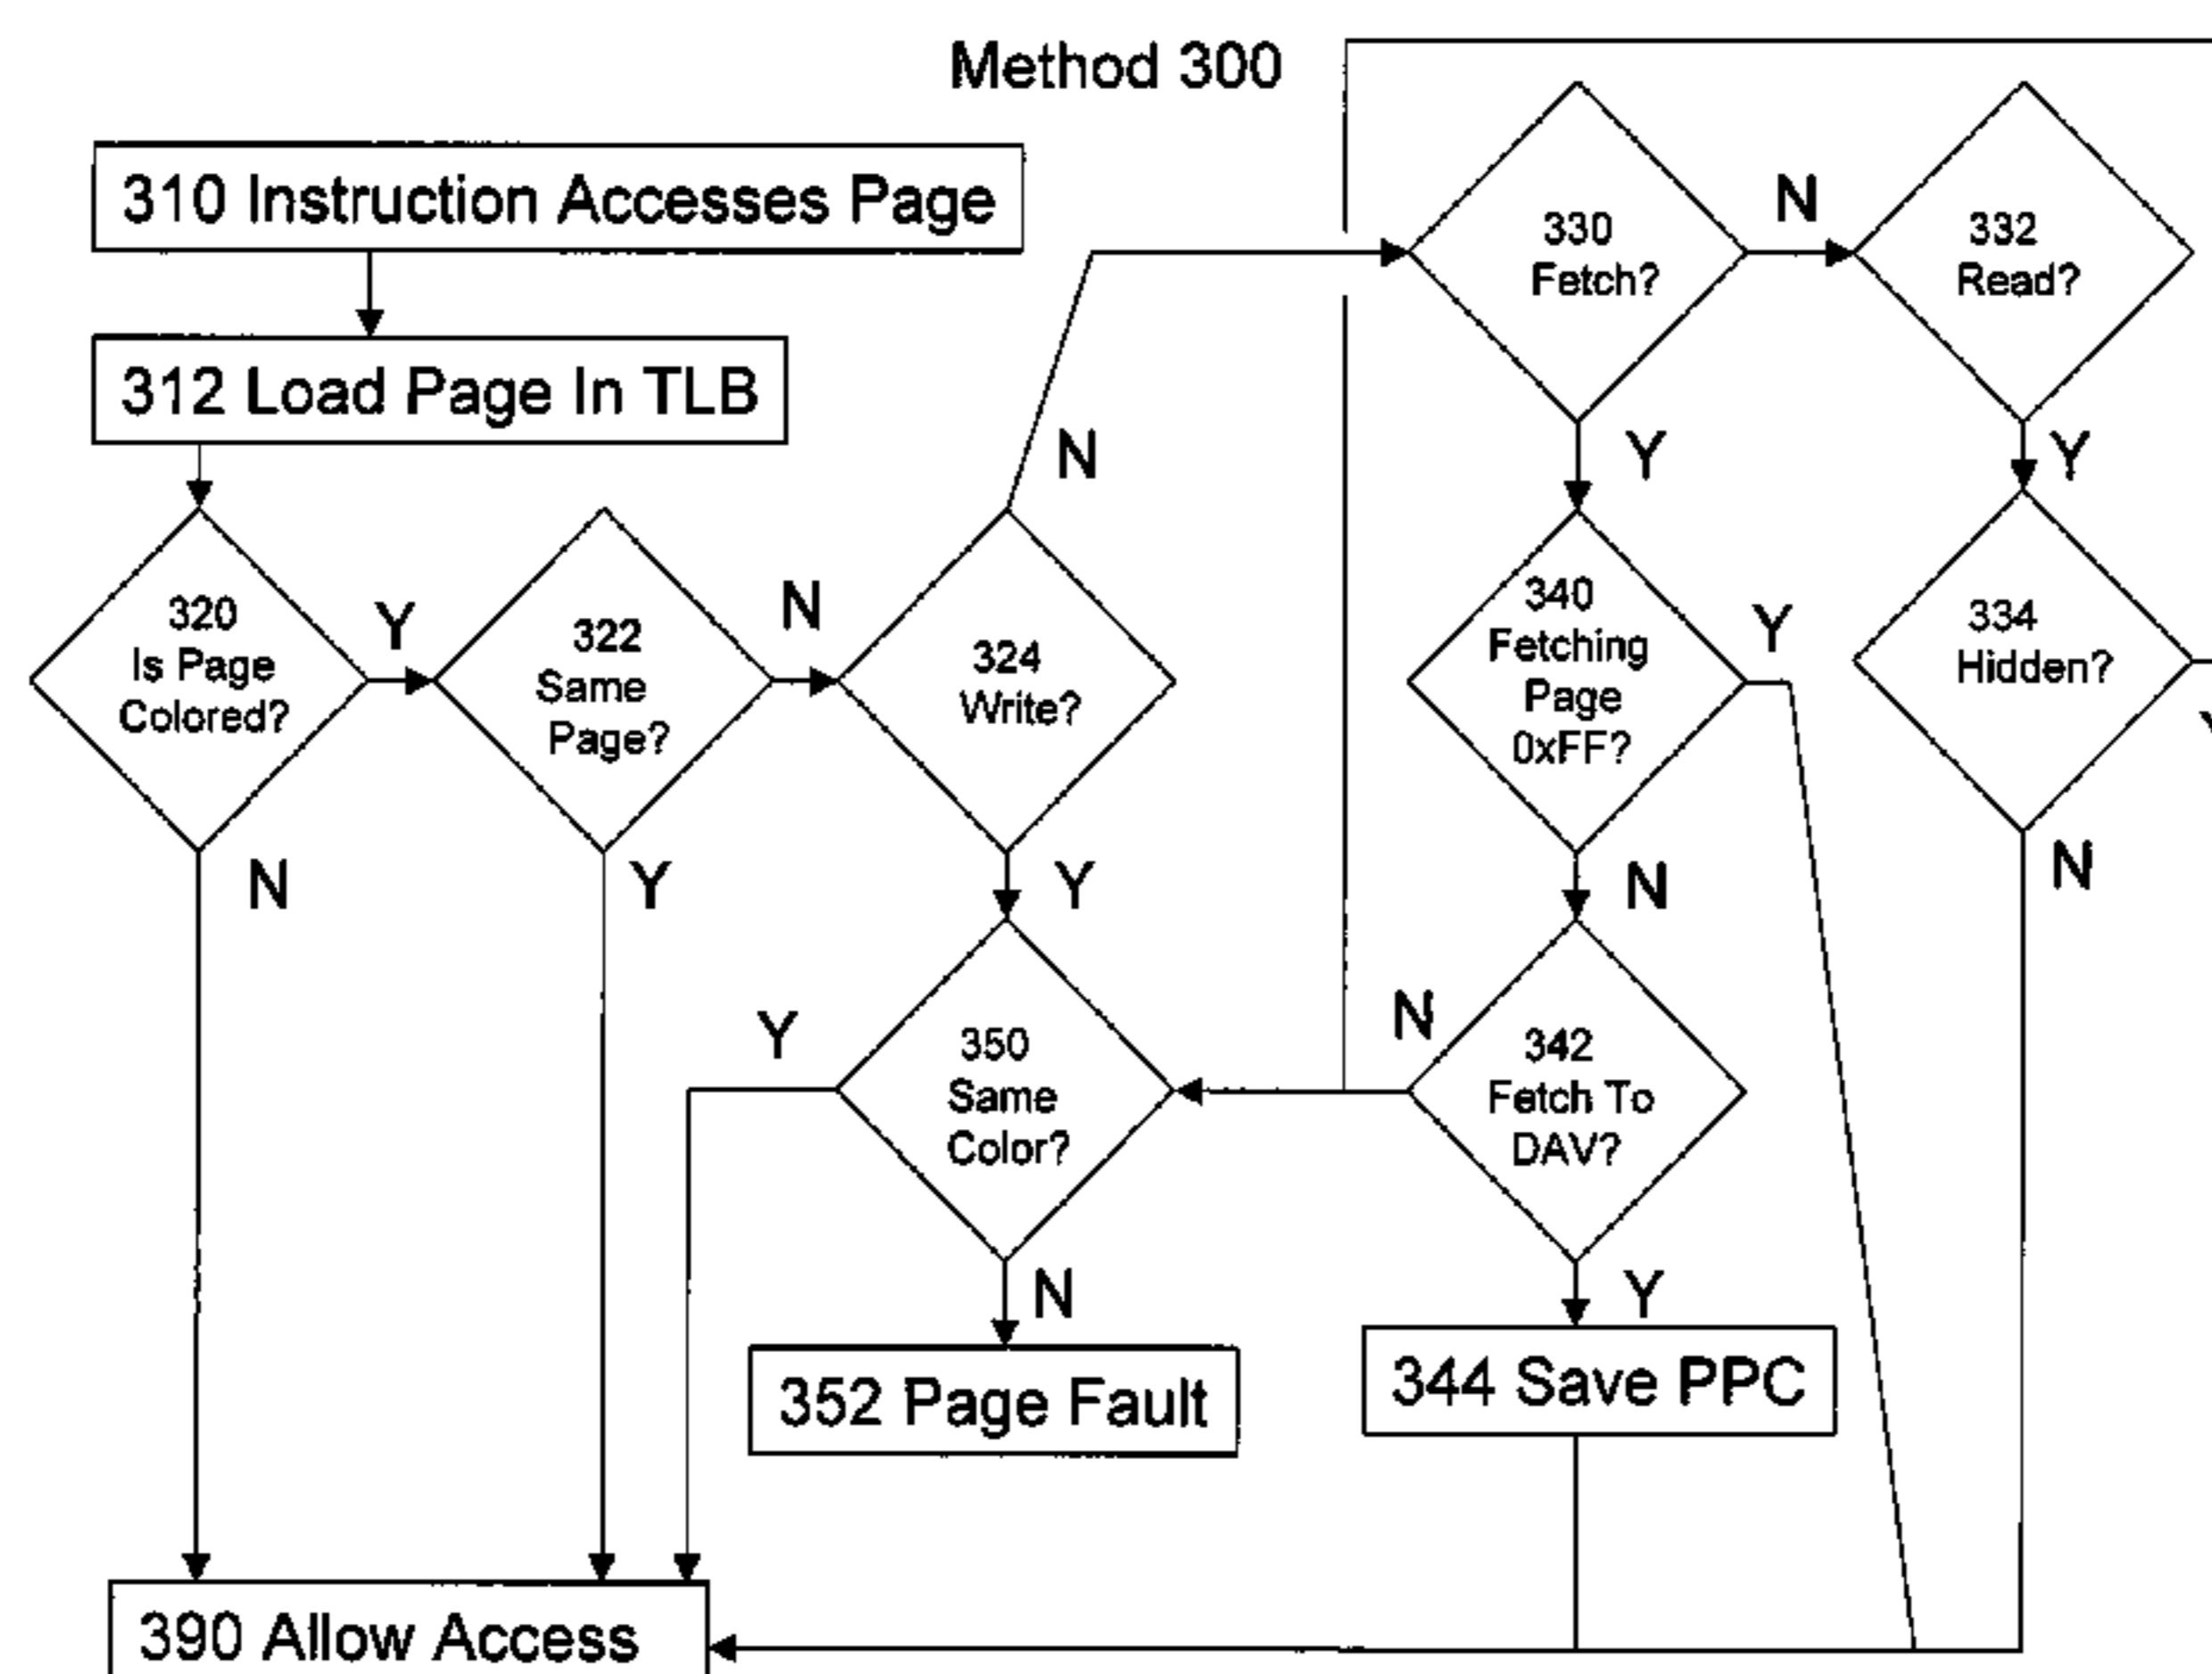 Method 300
310 Instruction Accesses Page
312 Load Page In TLB
320
Is Page
Colored?
Y
N
322
Same
Page?
N
Y
324
Write?
N
Y
330
Fetch?
N
Y
332
Read?
Y
334
Hidden?
Y
N
340
Fetching
Page
0xFF?
Y
N
342
Fetch To
DAV?
N
Y
344 Save PPC
350
Same
Color?
Y
N
352 Page Fault
390 Allow Access